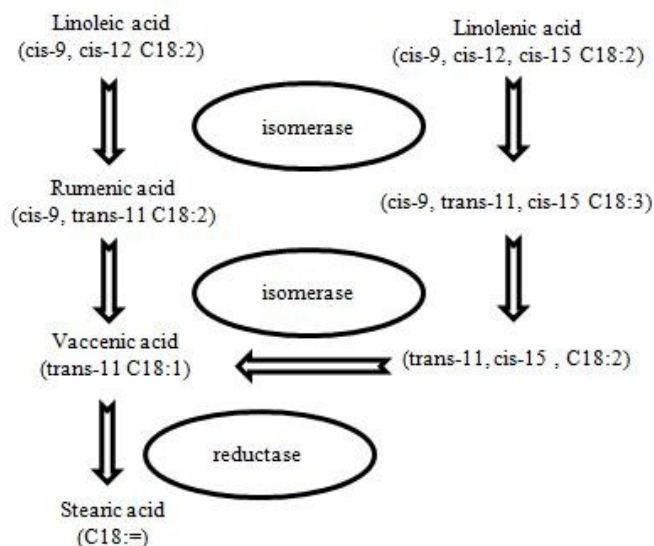 Linoleic acid
(cis-9, cis-12 C18:2)
Linolenic acid
(cis-9, cis-12, cis-15 C18:2)
isomerase
Rumenic acid
(cis-9, trans-11 C18:2)
(cis-9, trans-11, cis-15 C18:3)
isomerase
Vaccenic acid
(trans-11 C18:1)
(trans-11, cis-15 , C18:2)
reductase
Stearic acid
(C18:=)